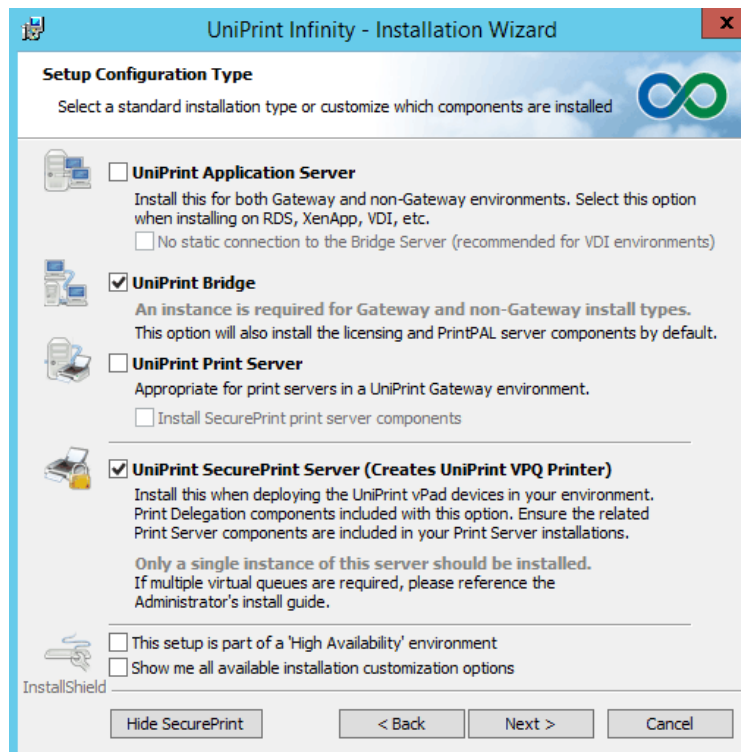 UniPrint Infinity - Installation Wizard
x
Setup Configuration Type
Select a standard installation type or customize which components are installed
UniPrint Application Server
Install this for both Gateway and non-Gateway environments. Select this option
when installing on RDS, XenApp, VDI, etc.
No static connection to the Bridge Server (recommended for VDI environments)
UniPrint Bridge
An instance is required for Gateway and non-Gateway install types.
This option will also install the licensing and PrintPAL server components by default.
UniPrint Print Server
Appropriate for print servers in a UniPrint Gateway environment.
Install SecurePrint print server components
UniPrint SecurePrint Server (Creates UniPrint VPQ Printer)
Install this when deploying the UniPrint vPad devices in your environment.
Print Delegation components included with this option. Ensure the related
Print Server components are included in your Print Server installations.
Only a single instance of this server should be installed.
If multiple virtual queues are required, please reference the
Administrator's install guide.
This setup is part of a 'High Availability' environment
Show me all available installation customization options
InstallShield
Hide SecurePrint
< Back
Next >
Cancel